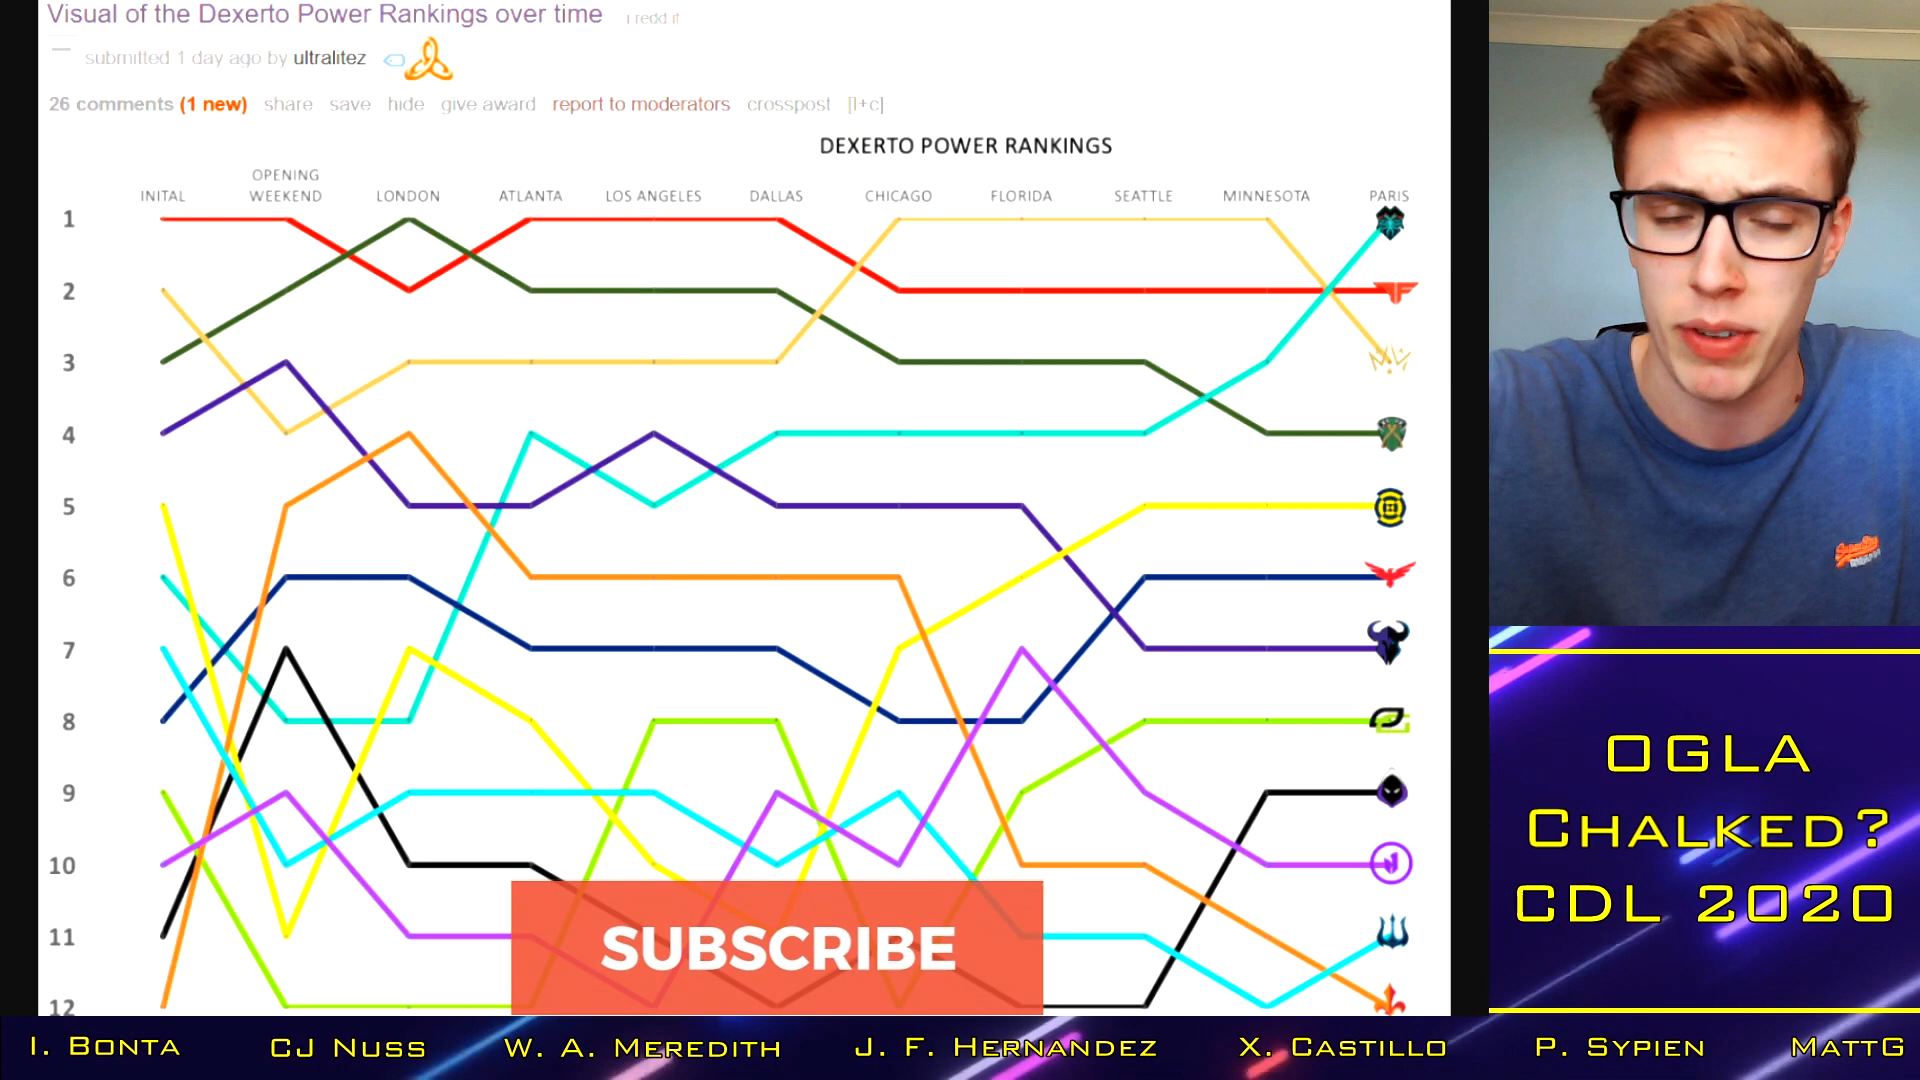 Visual of the Dexerto Power Rankings over time i.redd.it
submitted 1 day ago by ultralitez
26 comments (1 new) share save hide give award report to moderators crosspost [l+c]
DEXERTO POWER RANKINGS
INITAL OPENING WEEKEND LONDON ATLANTA LOS ANGELES DALLAS CHICAGO FLORIDA SEATTLE MINNESOTA PARIS
1
2
3
4
5
6
7
8
9
10
11
12
SUBSCRIBE
OGLA
CHALKED?
CDL 2020
I. BONTA CJ NUSS W. A. MEREDITH J. F. HERNANDEZ X. CASTILLO P. SYPIEN MATTG